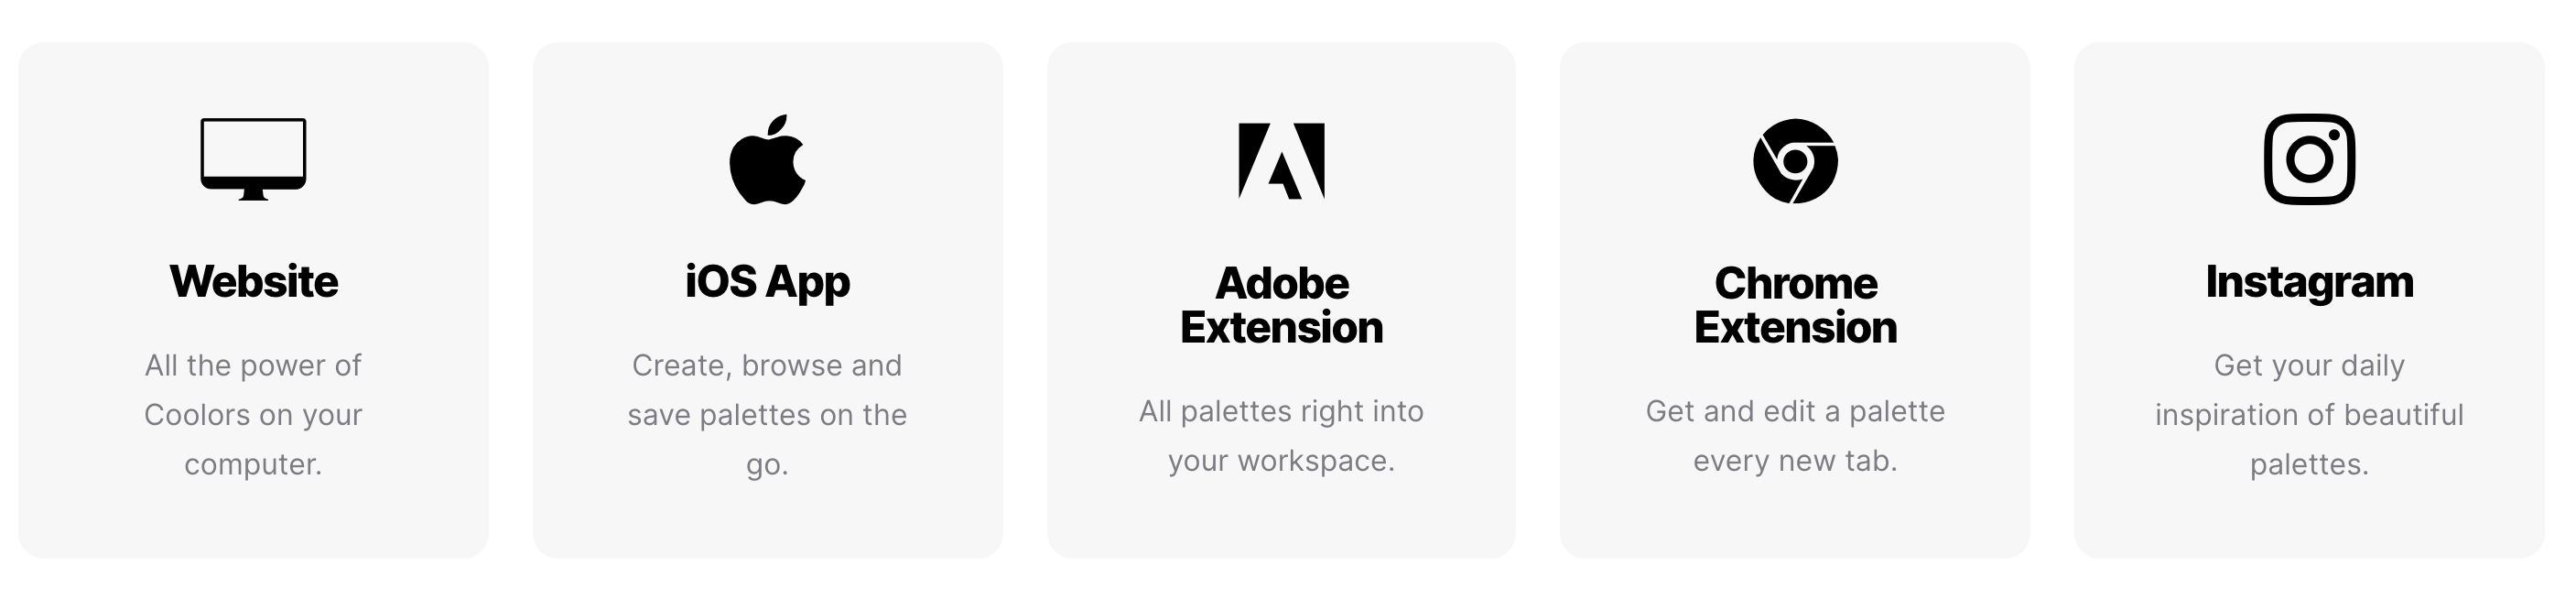 Website
All the power of
Coolors on your
computer.
iOS App
Create, browse and
save palettes on the
go.
Adobe
Extension
All palettes right into
your workspace.
Chrome
Extension
Get and edit a palette
every new tab.
Instagram
Get your daily
inspiration of beautiful
palettes.